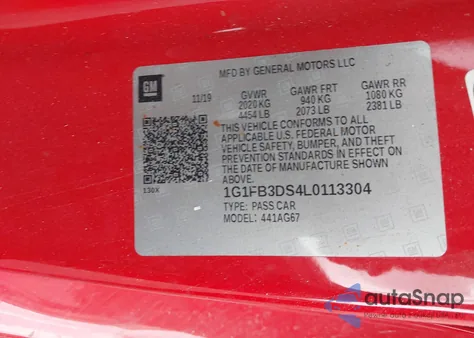 GM
MFD BY GENERAL MOTORS LLC
11/19 GVWR GAWR FRT GAWR RR
2020 KG 940 KG 1080 KG
4454 LB 2073 LB 2381 LB
THIS VEHICLE CONFORMS TO ALL
APPLICABLE U.S. FEDERAL MOTOR
VEHICLE SAFETY, BUMPER, AND THEFT
PREVENTION STANDARDS IN EFFECT ON
THE DATE OF MANUFACTURE SHOWN
ABOVE.
130X
1G1FB3DS4L0113304
TYPE: PASS CAR
MODEL: 441AG67
autoSnap